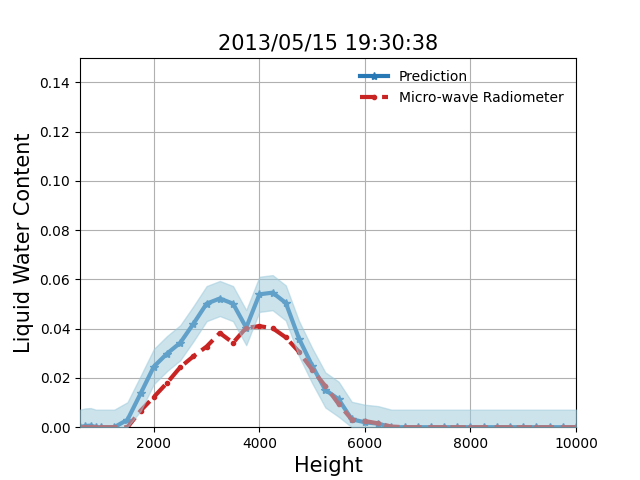 2013/05/15 19:30:38
Prediction
Micro-wave Radiometer
Liquid Water Content
0.14
0.12
0.10
0.08
0.06
0.04
0.02
0.00
2000 4000 6000 8000 10000
Height